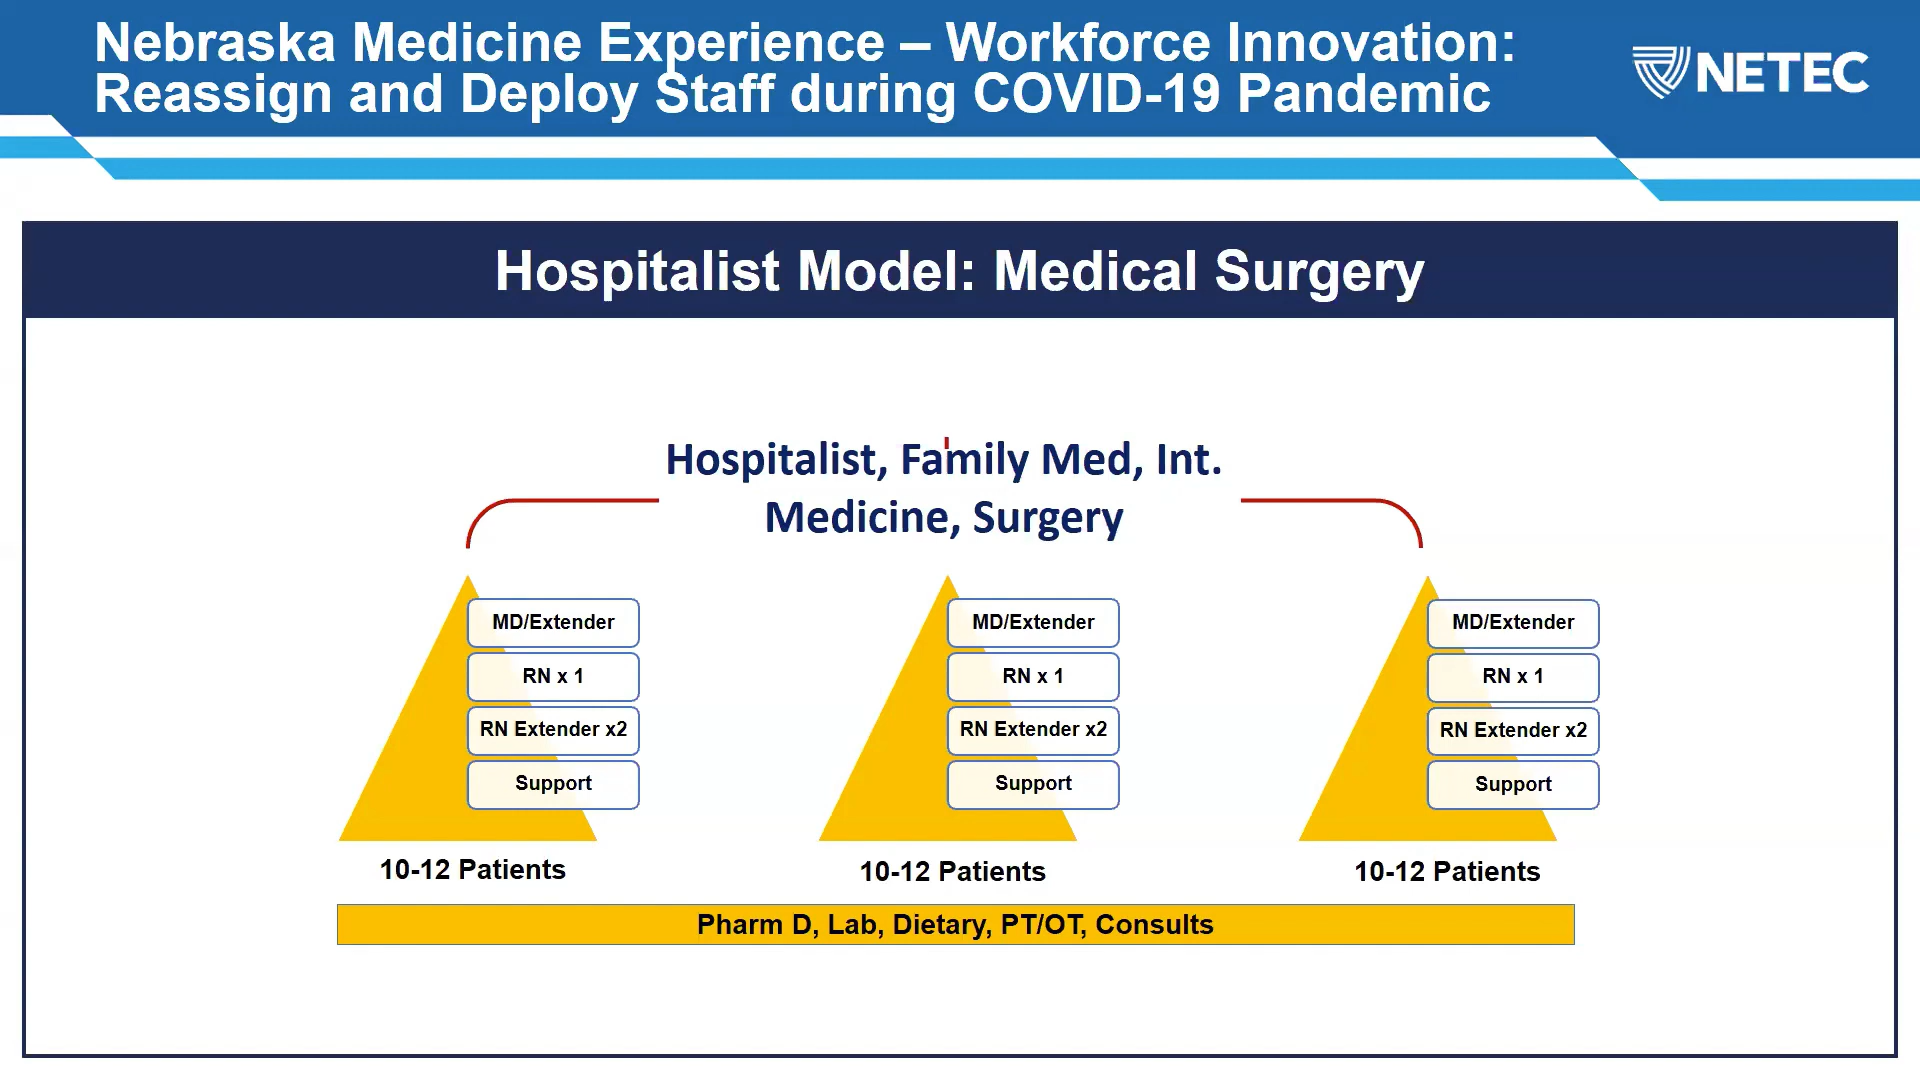 Nebraska Medicine Experience – Workforce Innovation:
Reassign and Deploy Staff during COVID-19 Pandemic
NETEC
Hospitalist Model: Medical Surgery
Hospitalist, Family Med, Int.
Medicine, Surgery
MD/Extender
RN x 1
RN Extender x2
Support
10-12 Patients
MD/Extender
RN x 1
RN Extender x2
Support
10-12 Patients
MD/Extender
RN x 1
RN Extender x2
Support
10-12 Patients
Pharm D, Lab, Dietary, PT/OT, Consults